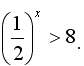 (1/2)^x > 8.